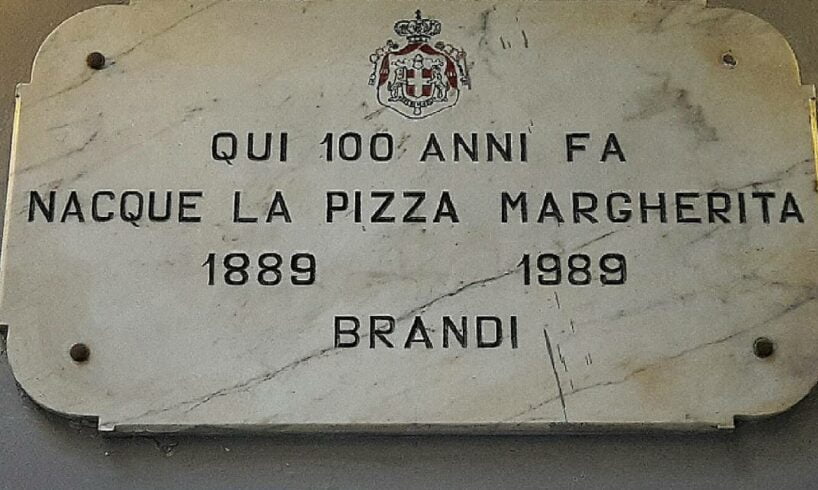 QUI 100 ANNI FA
NACQUE LA PIZZA MARGHERITA
1889 1989
BRANDI